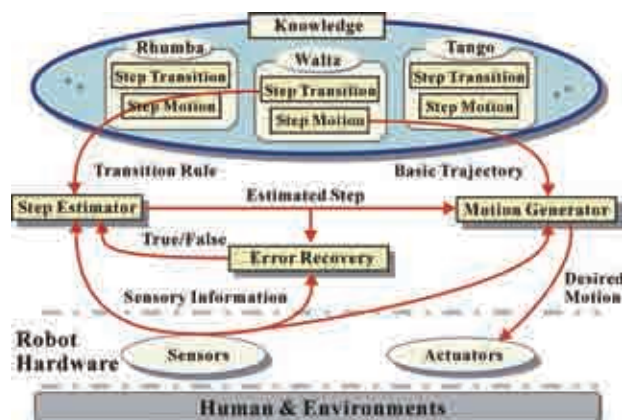 Knowledge
Rhumba
Waltz
Tango
Step Transition
Step Motion
Step Transition
Step Motion
Step Transition
Step Motion
Transition Rule
Basic Trajectory
Step Estimator
Estimated Step
Motion Generator
True/False
Error Recovery
Sensory Information
Desired
Motion
Robot
Hardware
Sensors
Actuators
Human & Environments